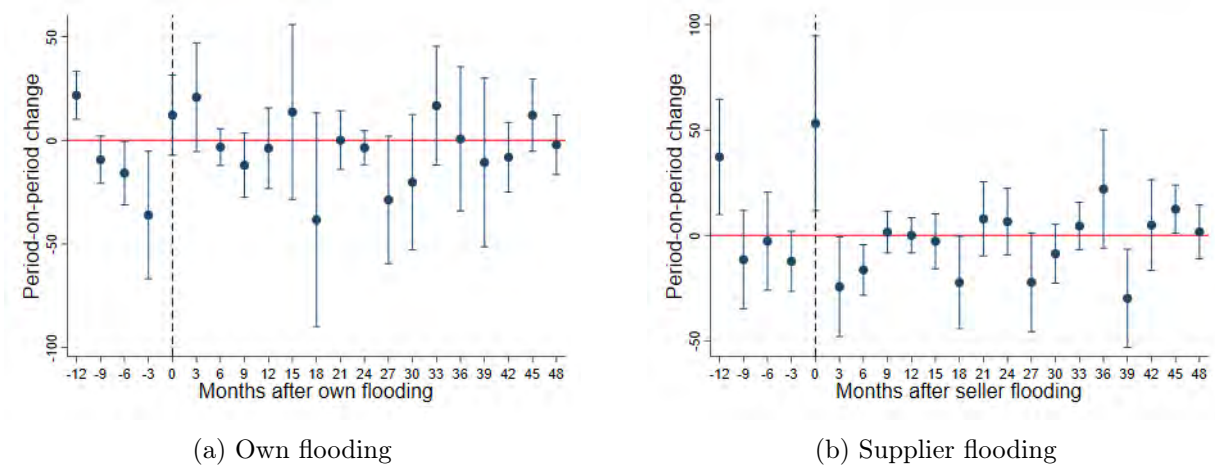 50
0
-50
-100
Period-on-period change
-12 -9 -6 -3 0 3 6 9 12 15 18 21 24 27 30 33 36 39 42 45 48
Months after own flooding
(a) Own flooding
100
50
0
-50
Period-on-period change
-12 -9 -6 -3 0 3 6 9 12 15 18 21 24 27 30 33 36 39 42 45 48
Months after seller flooding
(b) Supplier flooding